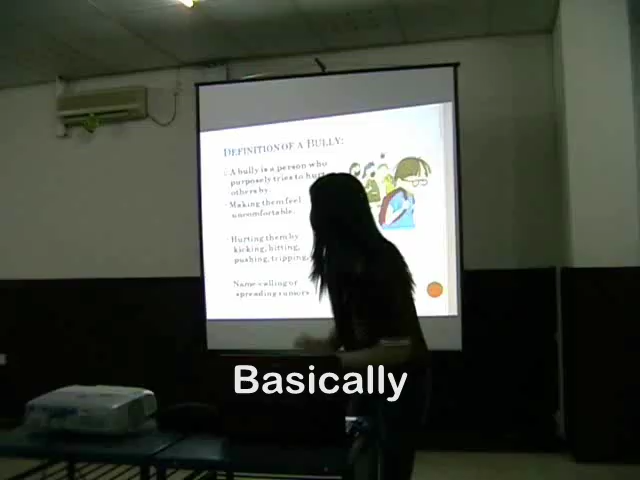 DEFINITION OF A BULLY:
A bully is a person who
purposely tries to hurt
others by:
Making them feel
uncomfortable.
Hurting them by
kicking, hitting,
pushing, tripping,
Name-calling or
spreading rumors
Basically